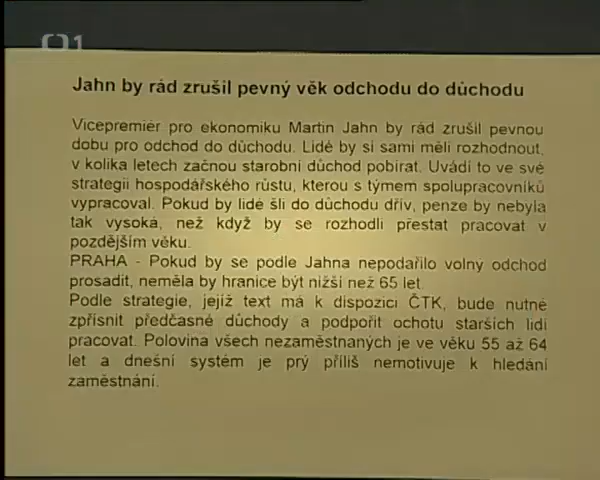 Č1
Jahn by rád zrušil pevný věk odchodu do důchodu
Vicepremiér pro ekonomiku Martin Jahn by rád zrušil pevnou
dobu pro odchod do důchodu. Lidé by si sami měli rozhodnout,
v kolika letech začnou starobní důchod pobírat. Uvádí to ve své
strategii hospodářského růstu, kterou s týmem spolupracovníků
vypracoval. Pokud by lidé šli do důchodu dřív, penze by nebyla
tak vysoká, než když by se rozhodli přestat pracovat v
pozdějším věku.
PRAHA - Pokud by se podle Jahna nepodařilo volný odchod
prosadit, neměla by hranice být nižší než 65 let.
Podle strategie, jejíž text má k dispozici ČTK, bude nutné
zpřísnit předčasné důchody a podpořit ochotu starších lidí
pracovat. Polovina všech nezaměstnaných je ve věku 55 až 64
let a dnešní systém je prý příliš nemotivuje k hledání
zaměstnání.